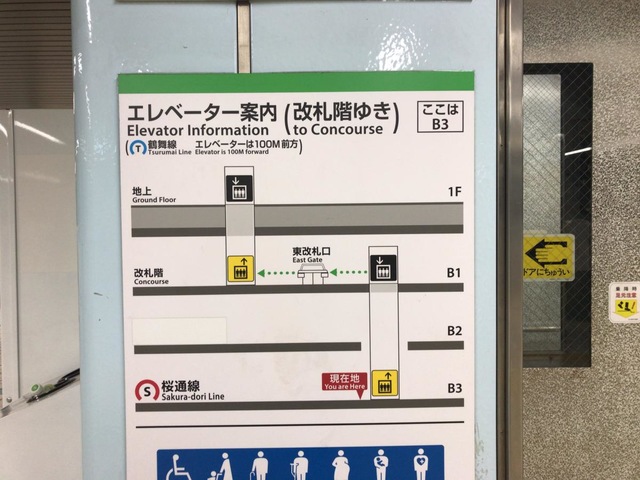 エレベーター案内 (改札階ゆき)
Elevator Information to Concourse
ここは
B3
(T 鶴舞線 エレベーターは100M前方)
Tsurumai Line Elevator is 100M forward
地上
Ground Floor
1F
改札階
Concourse
東改札口
East Gate
B1
B2
現在地
You are Here
S 桜通線
Sakura-dori Line
B3
ドアにちゅうい
足元注意